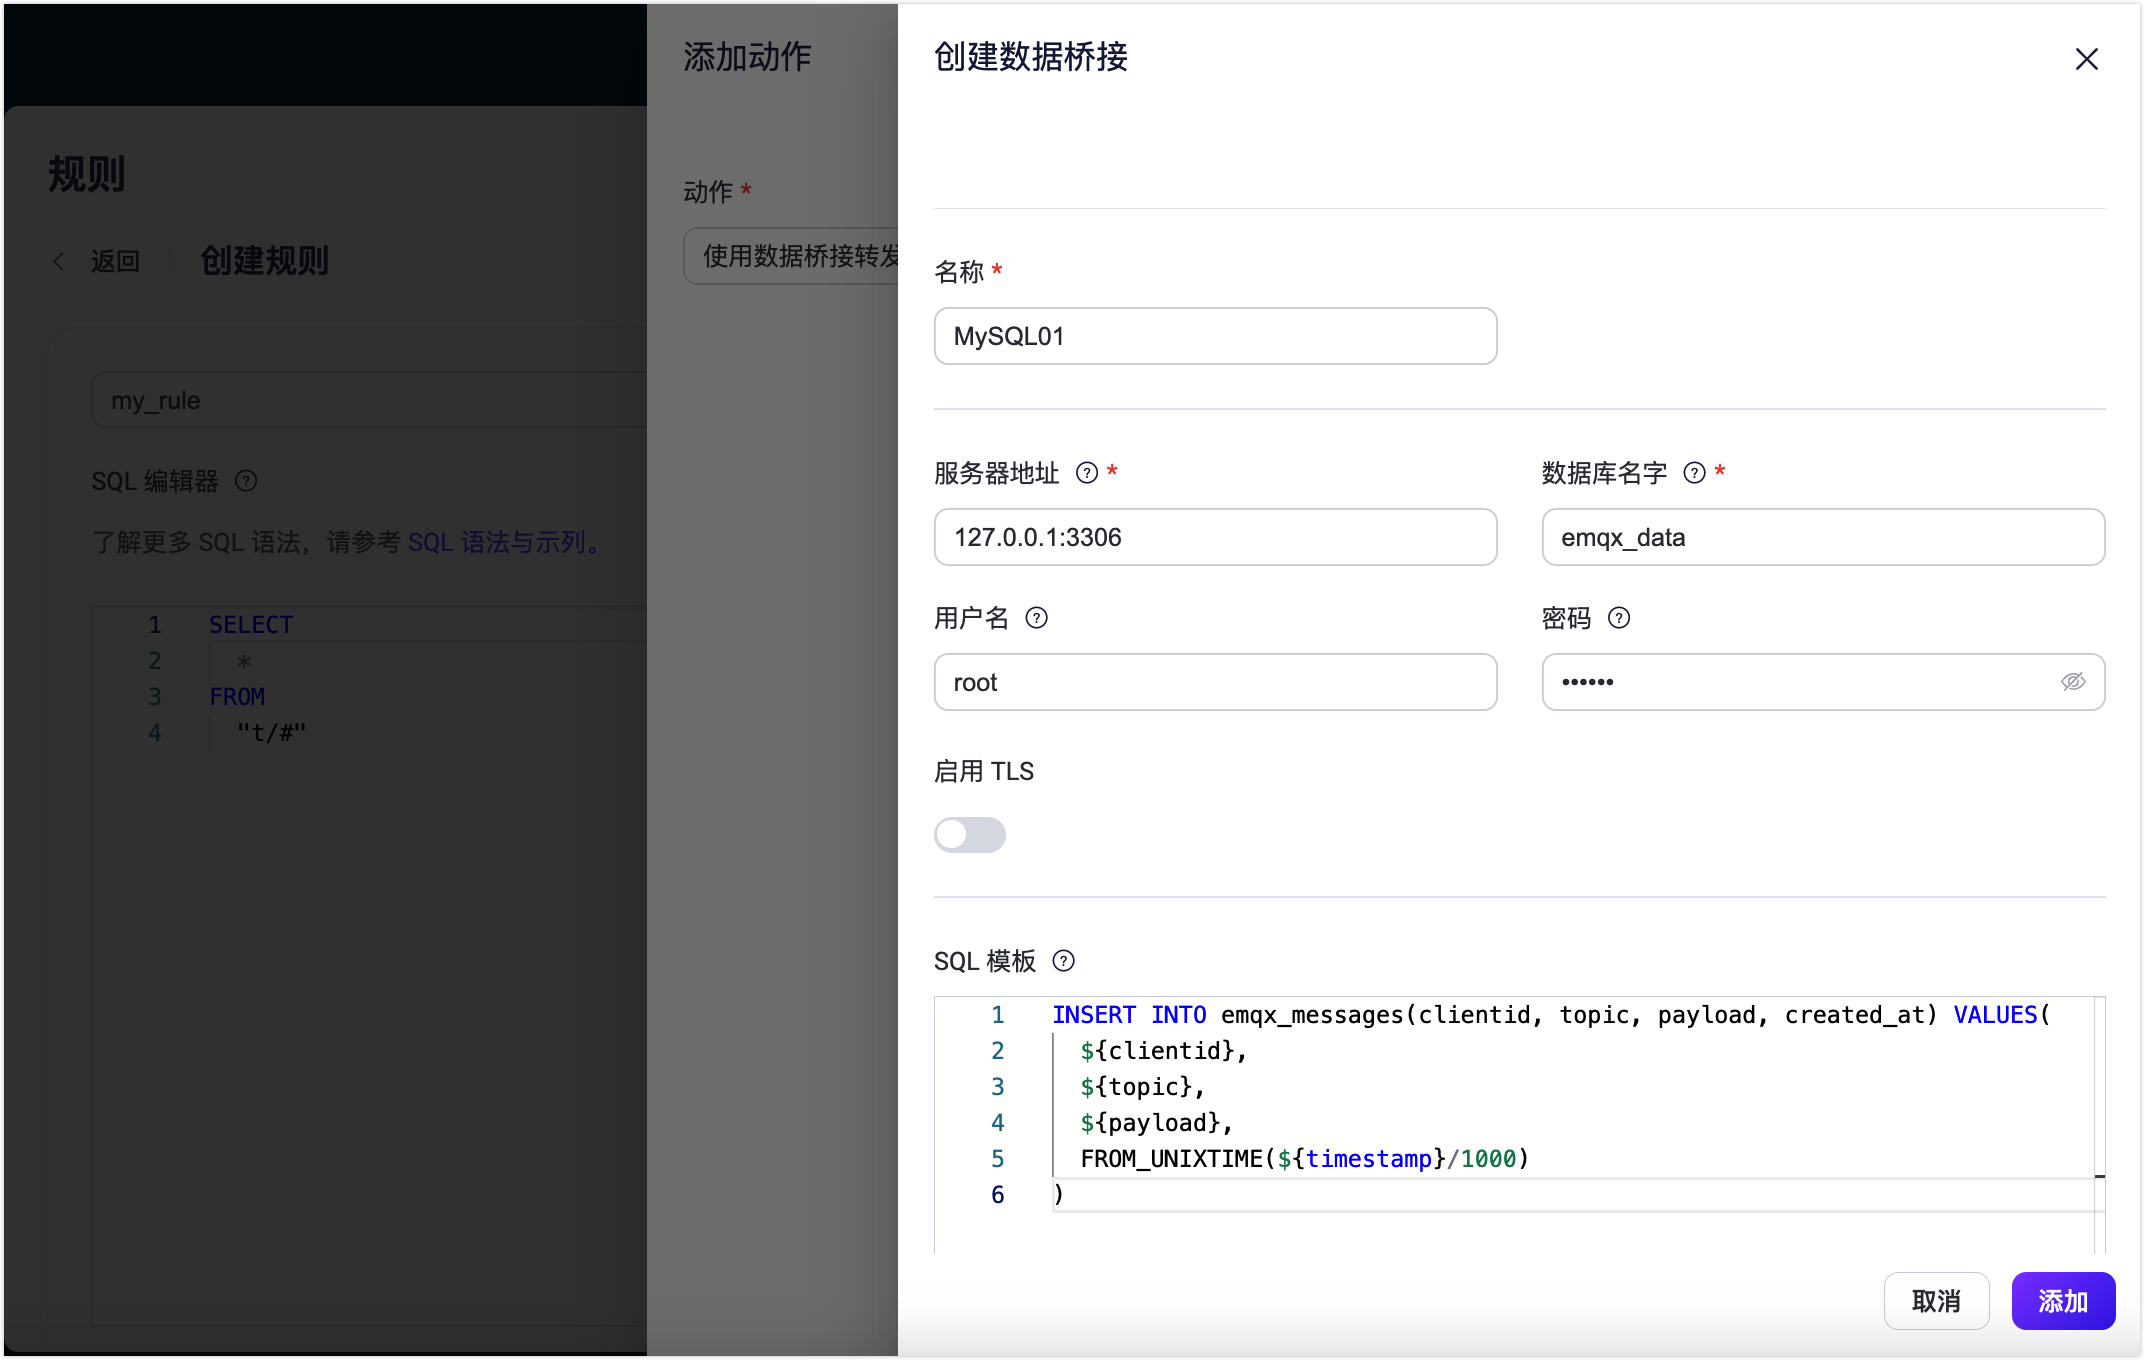 规则
返回
创建规则
my_rule
SQL 编辑器
了解更多 SQL 语法，请参考 SQL 语法与示列。
1 SELECT
2 *
3 FROM
4 "t/#"
添加动作
动作 *
使用数据桥接转发
创建数据桥接
名称 *
MySQL01
服务器地址 *
127.0.0.1:3306
数据库名字 *
emqx_data
用户名
root
密码
••••••
启用 TLS
SQL 模板
1 INSERT INTO emqx_messages(clientid, topic, payload, created_at) VALUES(
2 ${clientid},
3 ${topic},
4 ${payload},
5 FROM_UNIXTIME(${timestamp}/1000)
6 )
取消
添加